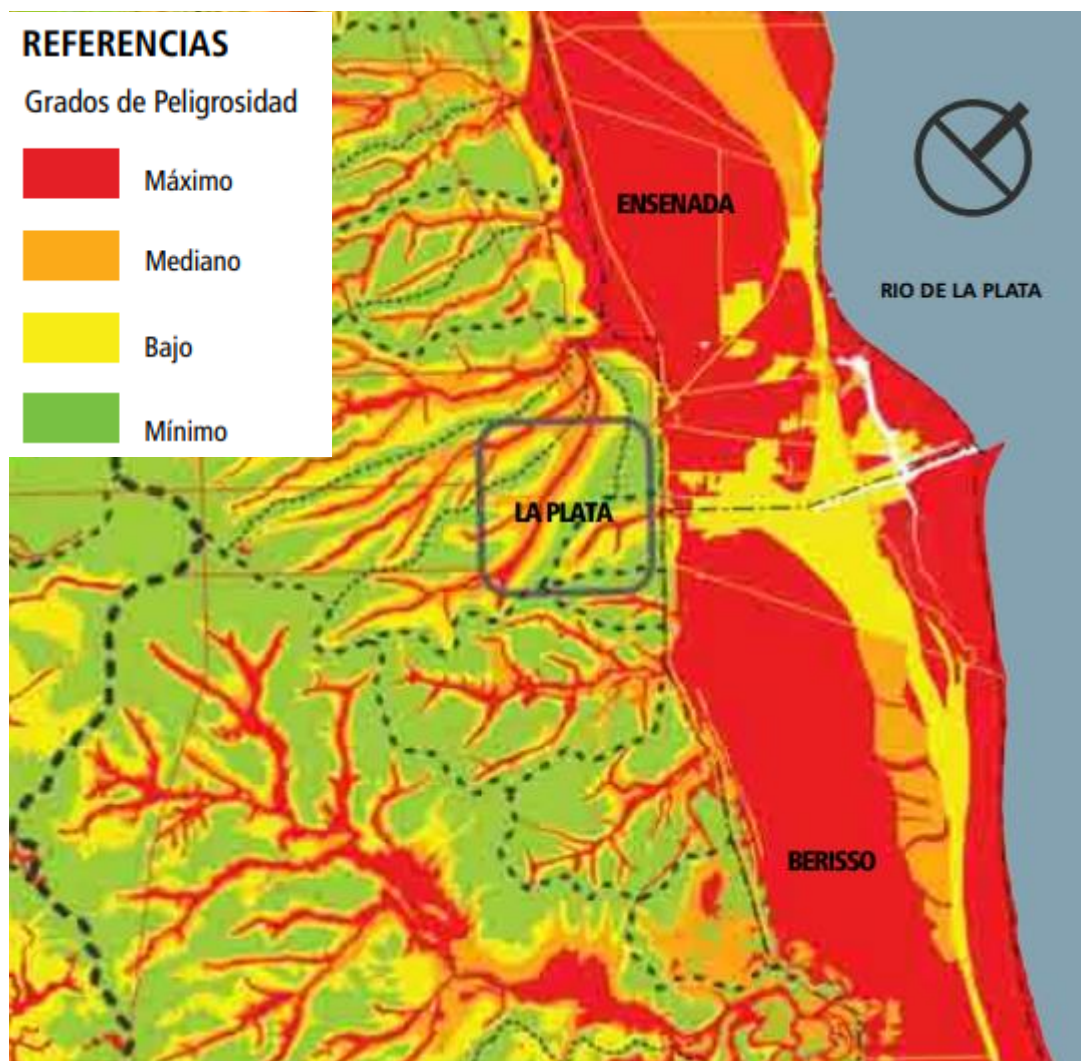 REFERENCIAS
Grados de Peligrosidad
Máximo
Mediano
Bajo
Mínimo
ENSENADA
RIO DE LA PLATA
LA PLATA
BERISSO